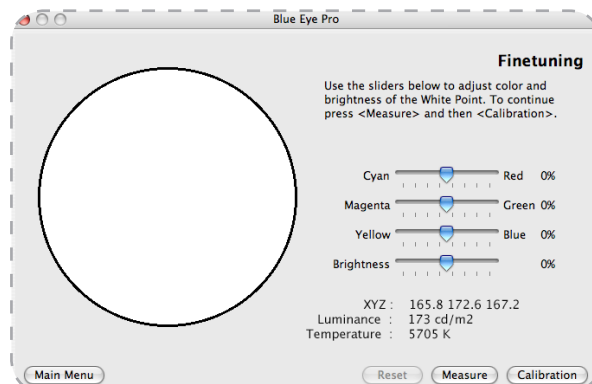 Blue Eye Pro
Finetuning
Use the sliders below to adjust color and
brightness of the White Point. To continue
press <Measure> and then <Calibration>.
Cyan Red 0%
Magenta Green 0%
Yellow Blue 0%
Brightness 0%
XYZ : 165.8 172.6 167.2
Luminance : 173 cd/m2
Temperature : 5705 K
Main Menu Reset Measure Calibration